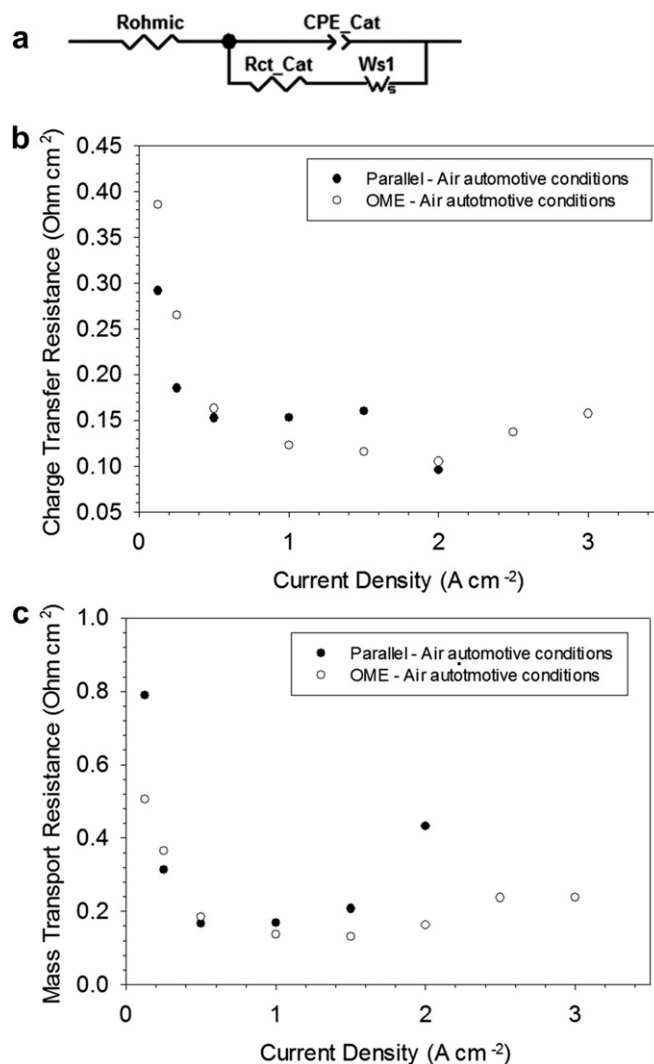 a
Rohmic
CPE_Cat
Rct_Cat
Ws1
s
b
Charge Transfer Resistance (Ohm cm²)
0.45
0.40
0.35
0.30
0.25
0.20
0.15
0.10
0.05
Parallel - Air automotive conditions
OME - Air autotmotive conditions
0 1 2 3
Current Density (A cm⁻²)
c
Mass Transport Resistance (Ohm cm²)
1.0
0.8
0.6
0.4
0.2
0.0
Parallel - Air automotive conditions
OME - Air autotmotive conditions
0 1 2 3
Current Density (A cm⁻²)